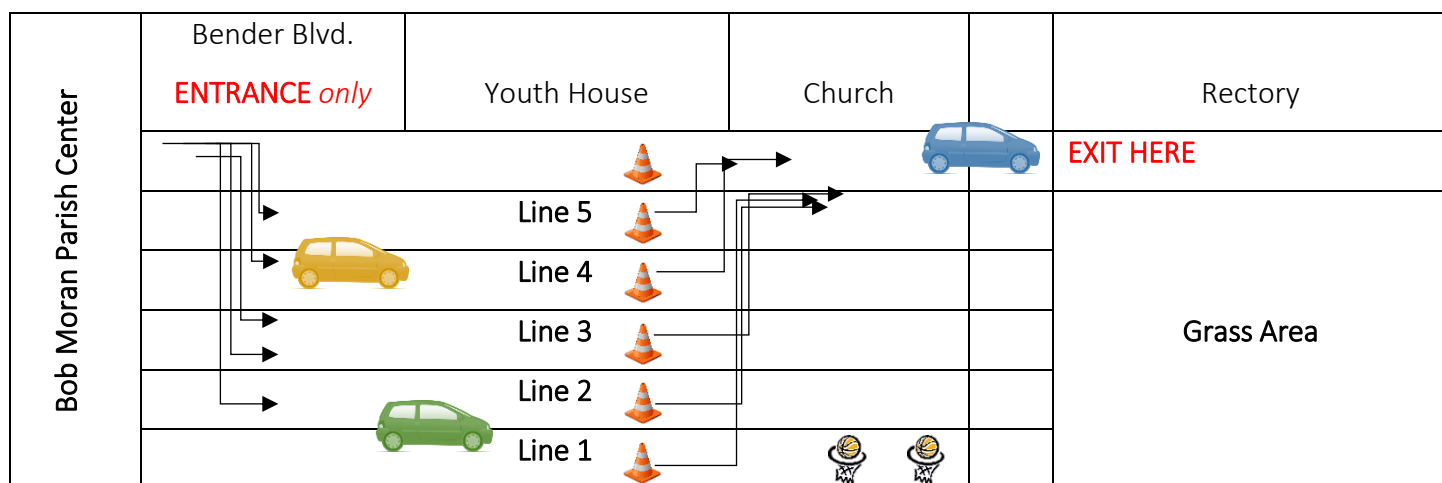 Bender Blvd.
ENTRANCE only
Youth House
Church
Rectory
Bob Moran Parish Center
EXIT HERE
Line 5
Line 4
Line 3
Grass Area
Line 2
Line 1